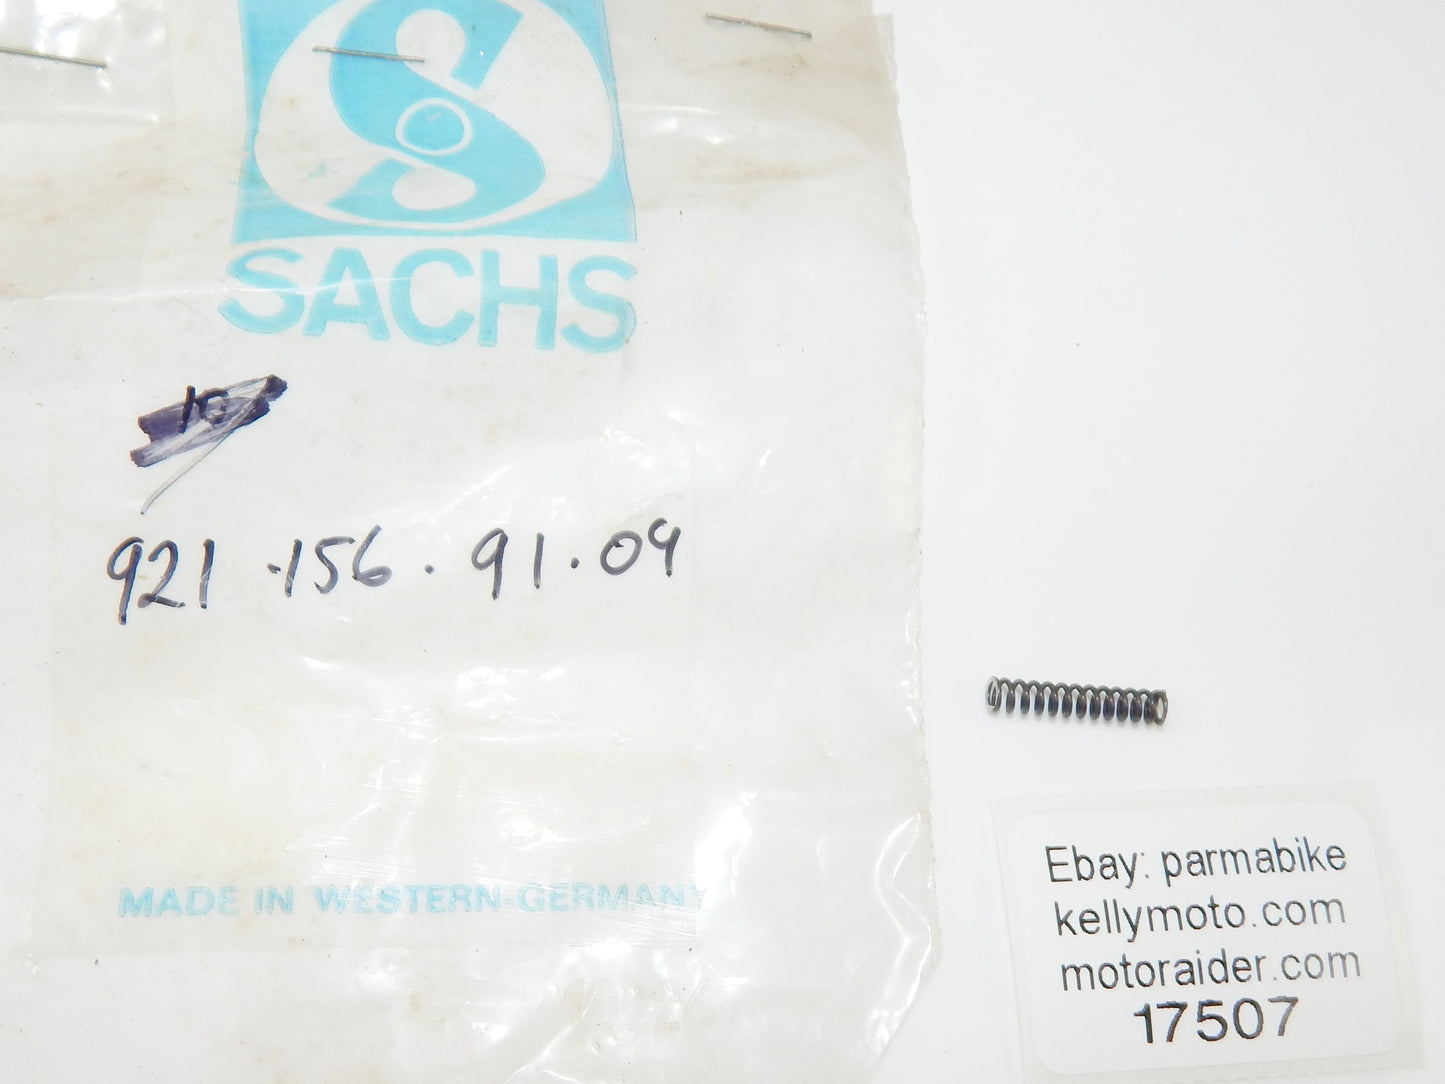 SACHS
10
921 .156. 91.09
MADE IN WESTERN-GERMANY
Ebay: parmabike
kellymoto.com
motoraider.com
17507